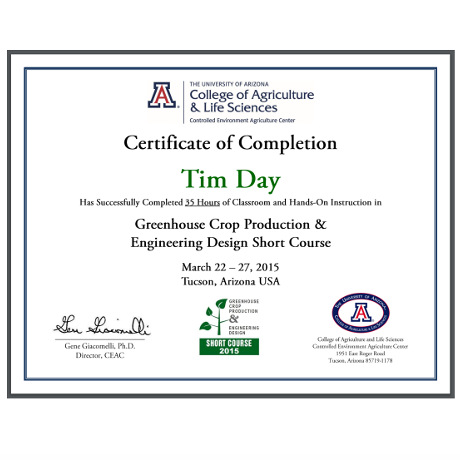 THE UNIVERSITY OF ARIZONA
College of Agriculture
& Life Sciences
Controlled Environment Agriculture Center
Certificate of Completion
Tim Day
Has Successfully Completed 35 Hours of Classroom and Hands-On Instruction in
Greenhouse Crop Production &
Engineering Design Short Course
March 22 – 27, 2015
Tucson, Arizona USA
GREENHOUSE
CROP
PRODUCTION
&
ENGINEERING
DESIGN
SHORT COURSE
2015
Gene Giacomelli, Ph.D.
Director, CEAC
THE UNIVERSITY OF ARIZONA
A
College of Agriculture and Life Sciences
Controlled Environment Agriculture Center
1951 East Roger Road
Tucson, Arizona 85719-1178